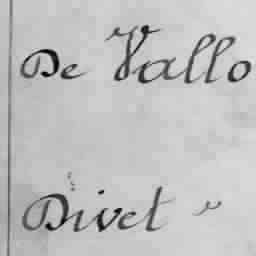 De Vallo
Divet "